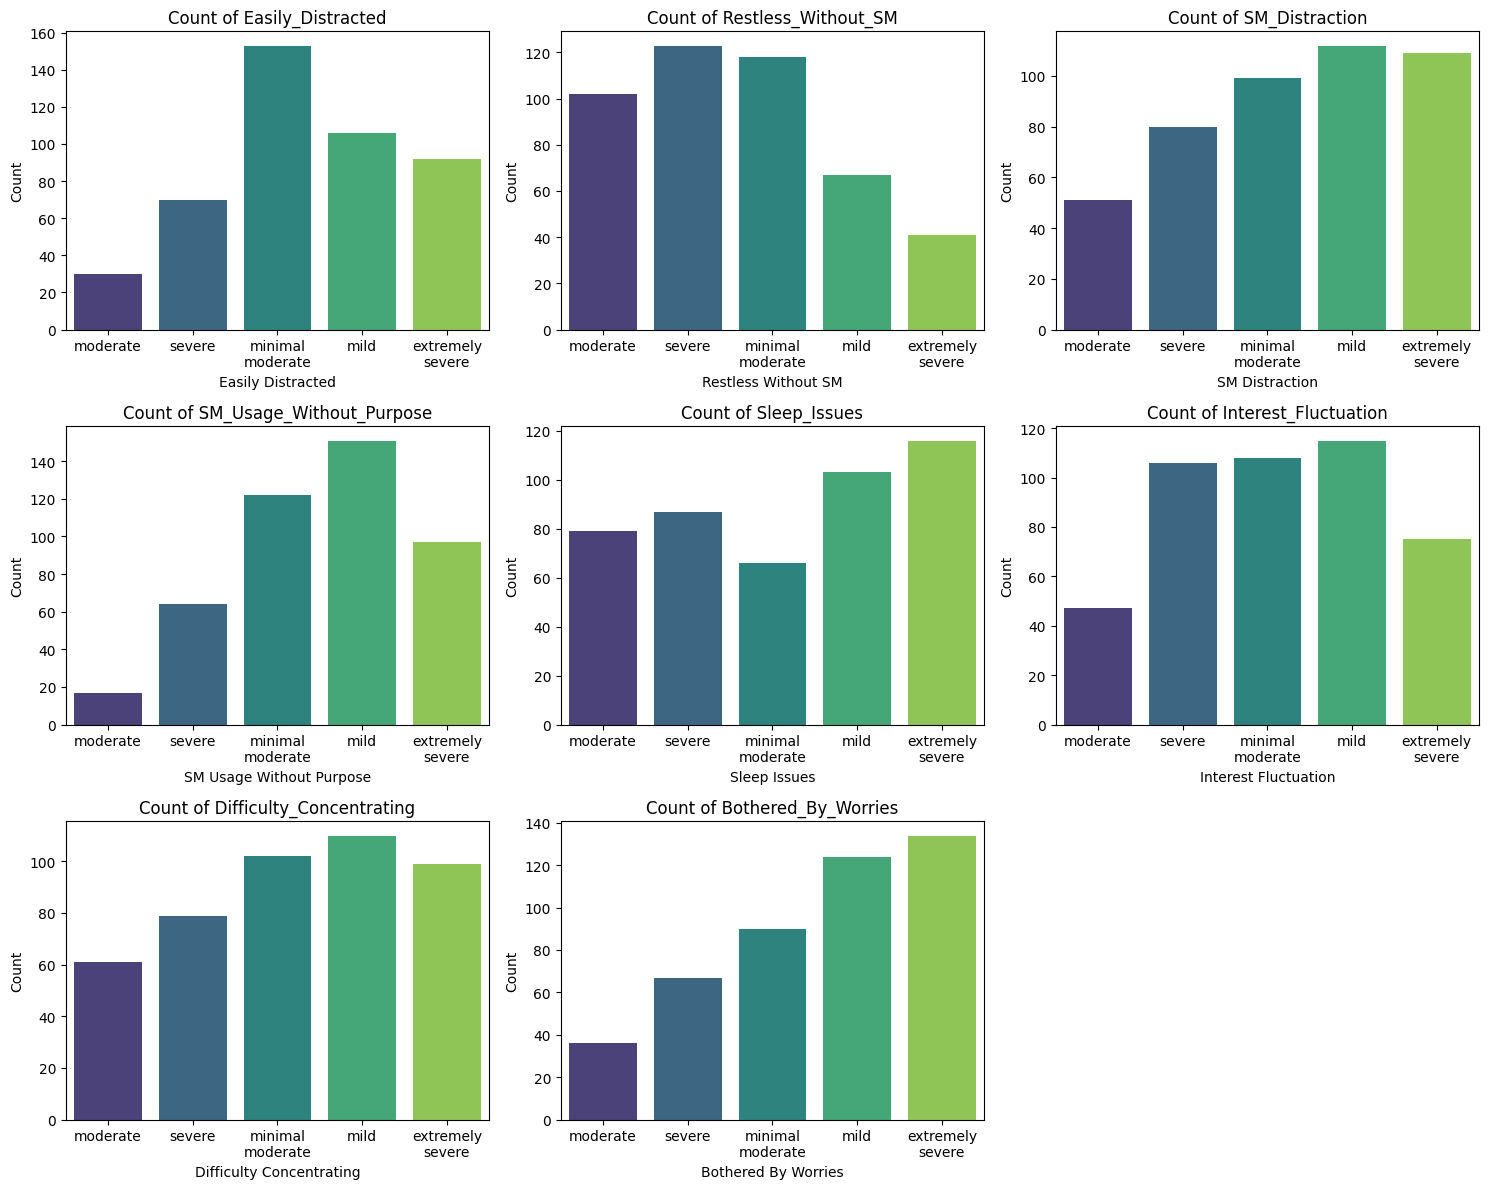 Count of Easily_Distracted
160
140
120
100
80
60
40
20
0
Count
moderate severe minimal moderate mild extremely severe
Easily Distracted
Count of Restless_Without_SM
120
100
80
60
40
20
0
Count
moderate severe minimal moderate mild extremely severe
Restless Without SM
Count of SM_Distraction
100
80
60
40
20
0
Count
moderate severe minimal moderate mild extremely severe
SM Distraction
Count of SM_Usage_Without_Purpose
140
120
100
80
60
40
20
0
Count
moderate severe minimal moderate mild extremely severe
SM Usage Without Purpose
Count of Sleep_Issues
120
100
80
60
40
20
0
Count
moderate severe minimal moderate mild extremely severe
Sleep Issues
Count of Interest_Fluctuation
120
100
80
60
40
20
0
Count
moderate severe minimal moderate mild extremely severe
Interest Fluctuation
Count of Difficulty_Concentrating
100
80
60
40
20
0
Count
moderate severe minimal moderate mild extremely severe
Difficulty Concentrating
Count of Bothered_By_Worries
140
120
100
80
60
40
20
0
Count
moderate severe minimal moderate mild extremely severe
Bothered By Worries